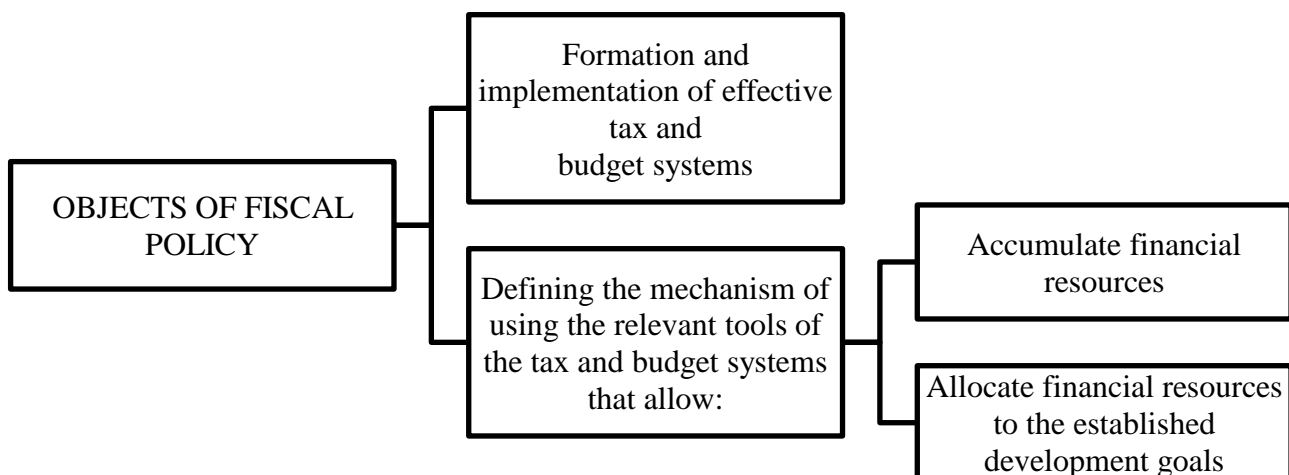 OBJECTS OF FISCAL
POLICY
Formation and
implementation of effective
tax and
budget systems
Defining the mechanism of
using the relevant tools of
the tax and budget systems
that allow:
Accumulate financial
resources
Allocate financial resources
to the established
development goals